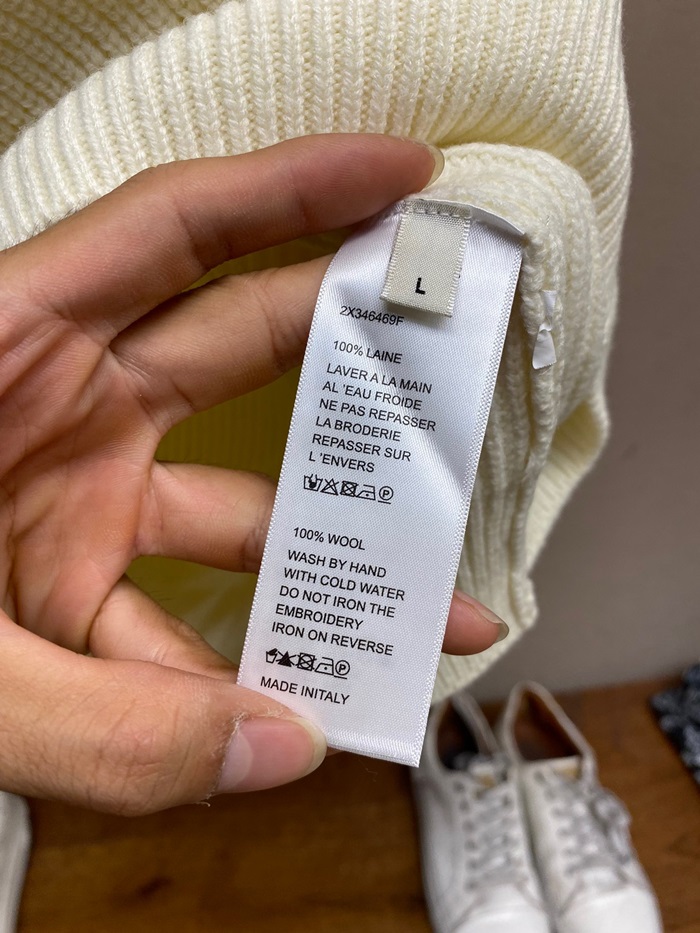 L
2X346469F
100% LAINE
LAVER A LA MAIN
AL 'EAU FROIDE
NE PAS REPASSER
LA BRODERIE
REPASSER SUR
L 'ENVERS
P
100% WOOL
WASH BY HAND
WITH COLD WATER
DO NOT IRON THE
EMBROIDERY
IRON ON REVERSE
P
MADE INITALY